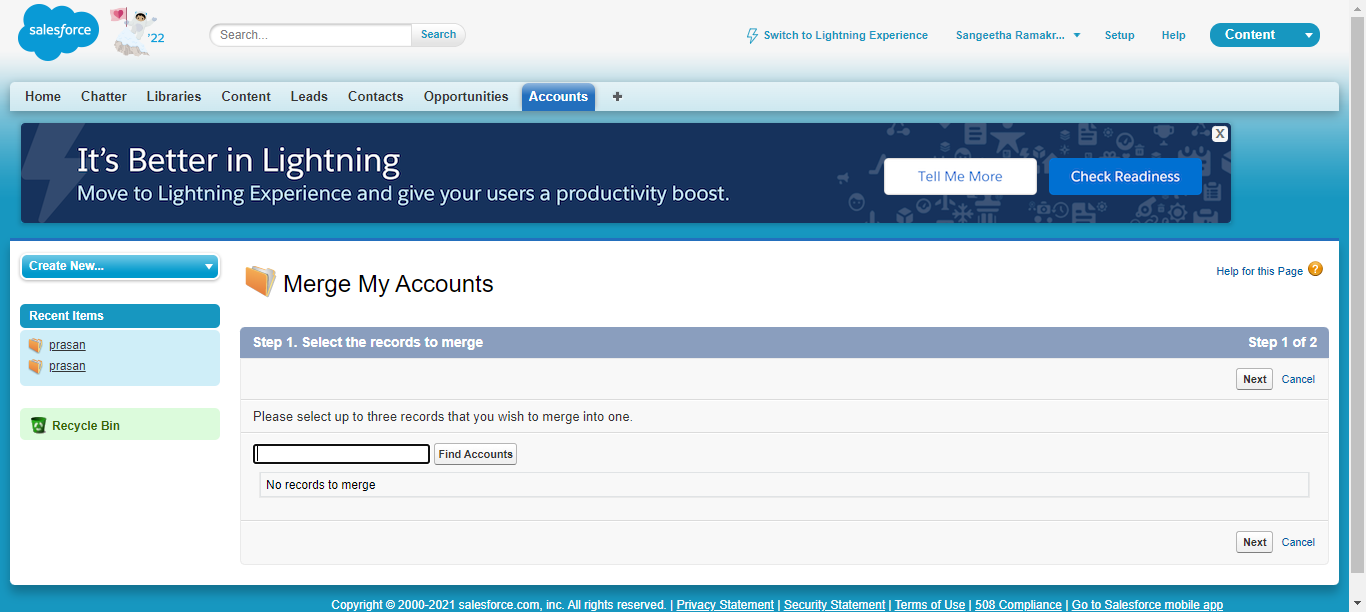 salesforce
'22
Search...
Search
Switch to Lightning Experience
Sangeetha Ramakr...
Setup
Help
Content
Home Chatter Libraries Content Leads Contacts Opportunities Accounts +
It's Better in Lightning
Move to Lightning Experience and give your users a productivity boost.
Tell Me More
Check Readiness
X
Create New...
Recent Items
prasan
prasan
Recycle Bin
Merge My Accounts
Help for this Page ?
Step 1. Select the records to merge
Step 1 of 2
Next Cancel
Please select up to three records that you wish to merge into one.
Find Accounts
No records to merge
Next Cancel
Copyright © 2000-2021 salesforce.com, inc. All rights reserved. | Privacy Statement | Security Statement | Terms of Use | 508 Compliance | Go to Salesforce mobile app